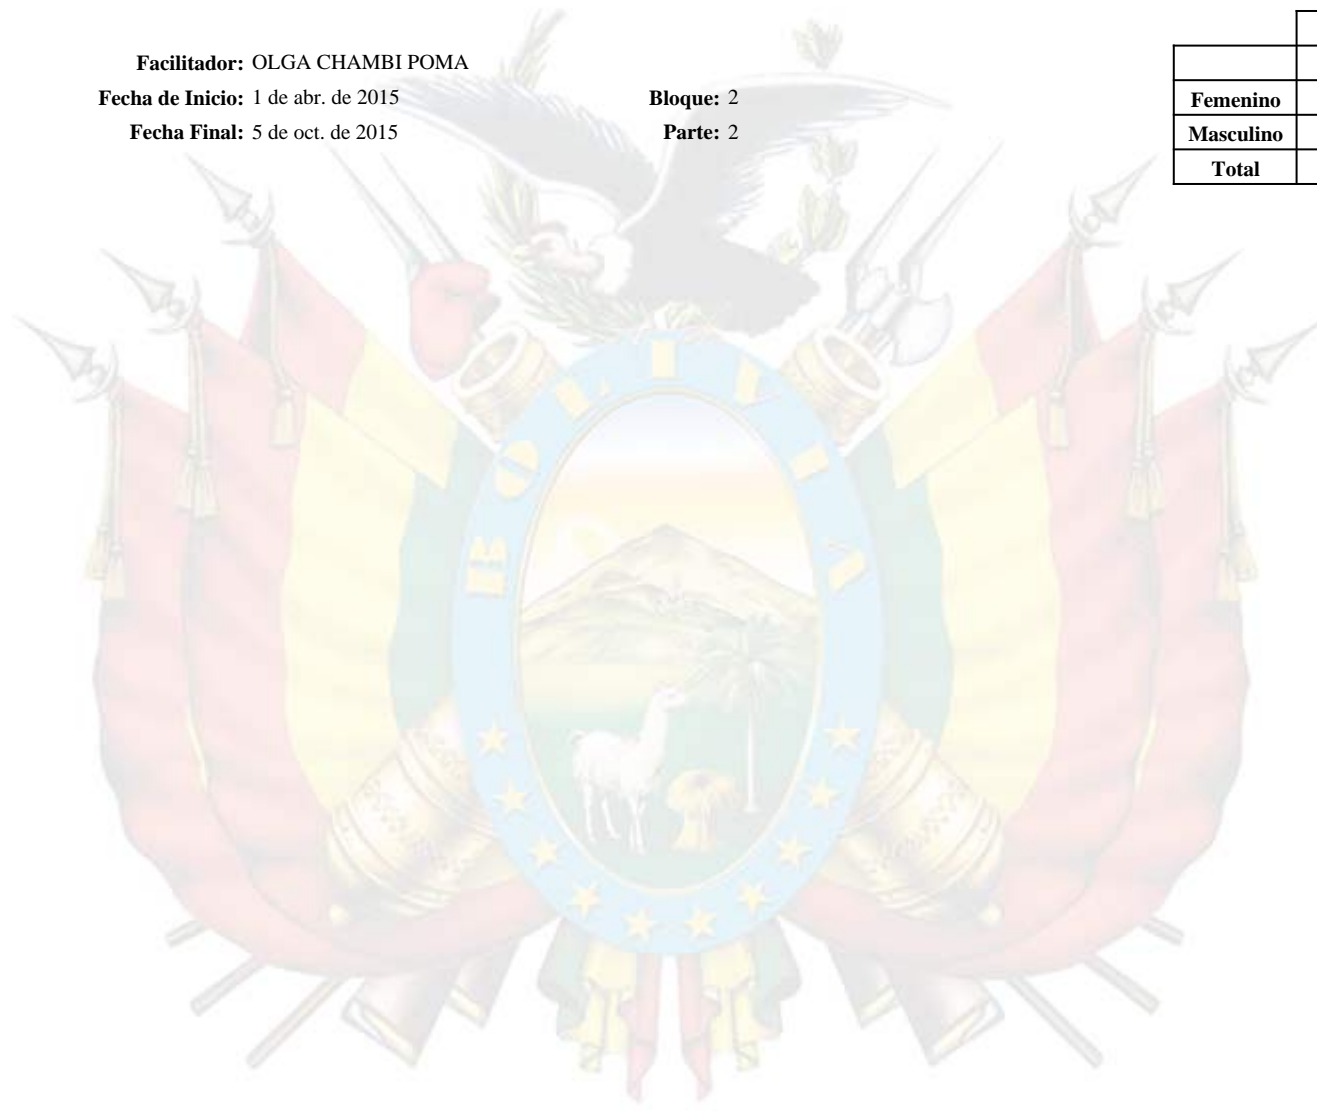 Facilitador: OLGA CHAMBI POMA
Fecha de Inicio: 1 de abr. de 2015 Bloque: 2
Fecha Final: 5 de oct. de 2015 Parte: 2
Femenino
Masculino
Total
BOLIVIA